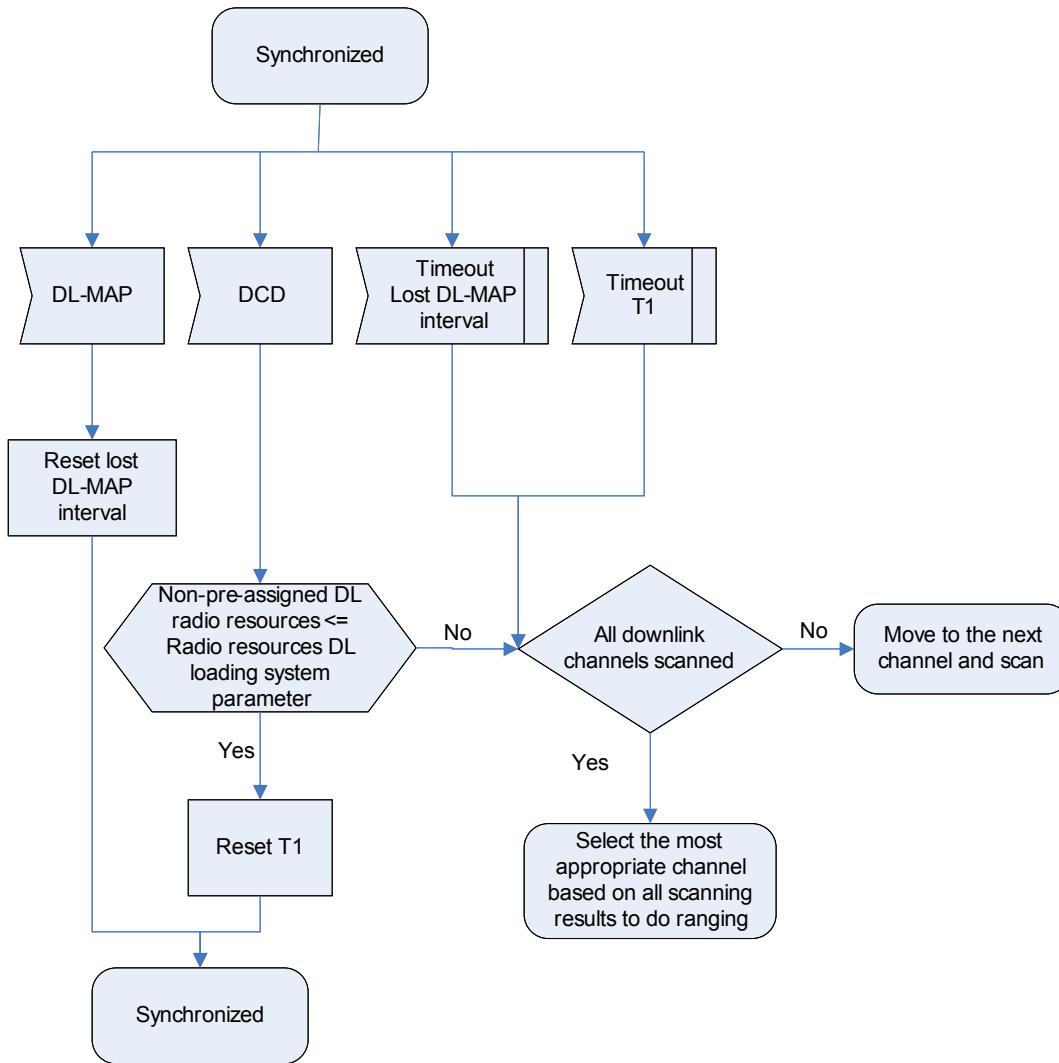 Synchronized
DL-MAP
DCD
Timeout
Lost DL-MAP
interval
Timeout
T1
Reset lost
DL-MAP
interval
Non-pre-assigned DL
radio resources <=
Radio resources DL
loading system
parameter
No
All downlink
channels scanned
No
Move to the next
channel and scan
Yes
Yes
Reset T1
Select the most
appropriate channel
based on all scanning
results to do ranging
Synchronized